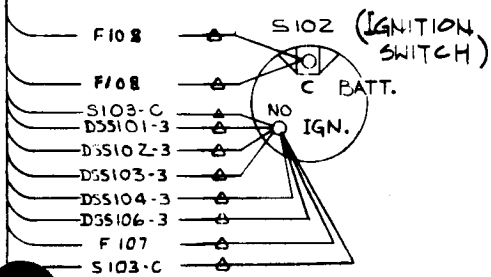 F108
S102 (IGNITION
SWITCH)
F108
C BATT.
S103-C
NO
DSS101-3
IGN.
DSS102-3
DSS103-3
DSS104-3
DSS106-3
F107
S103-C